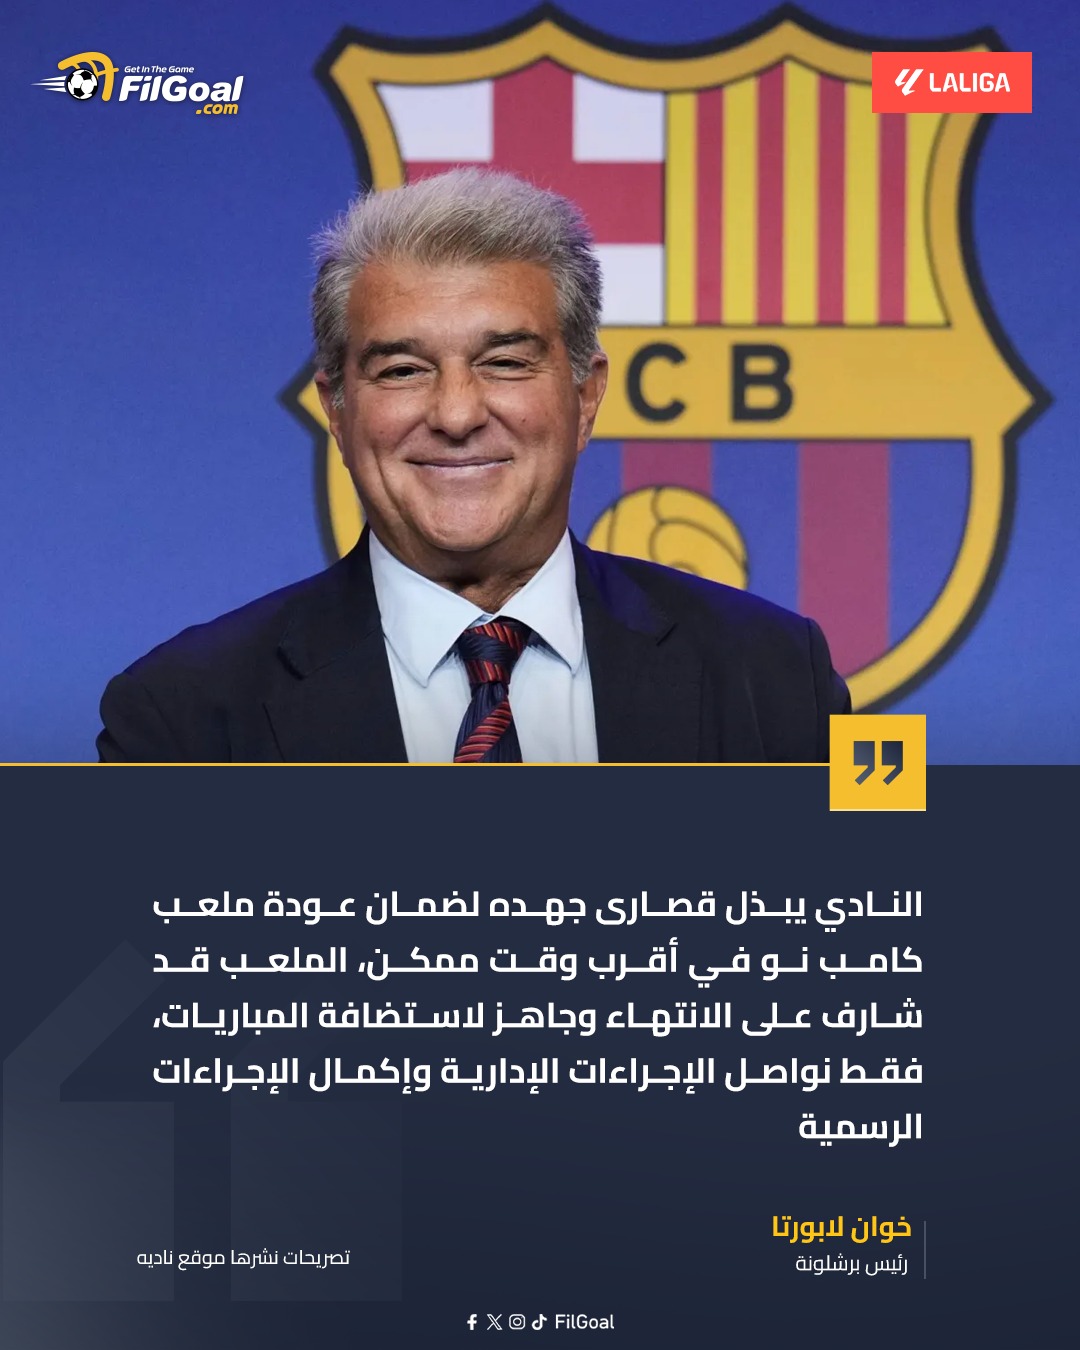 Get In The Game
FilGoal
.com
LALIGA
CB
النادي يبذل قصارى جهده لضمان عودة ملعب
كامب نو في أقرب وقت ممكن، الملعب قد
شارف على الانتهاء وجاهز لاستضافة المباريات،
فقط نواصل الإجراءات الإدارية وإكمال الإجراءات
الرسمية
خوان لابورتا
رئيس برشلونة
تصريحات نشرها موقع ناديه
FilGoal